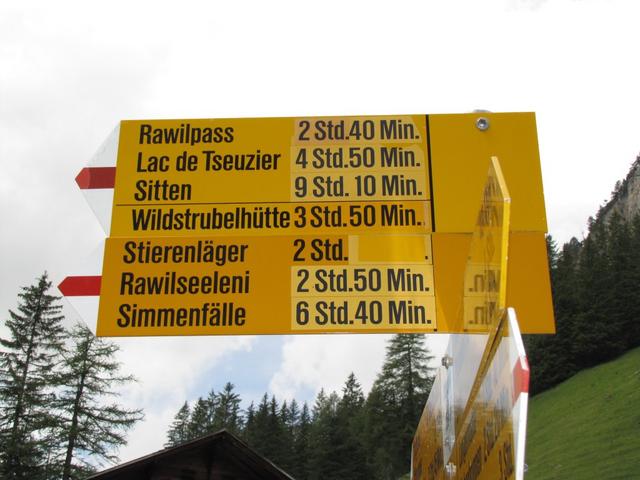 Rawilpass 2 Std.40 Min.
Lac de Tseuzier 4 Std.50 Min.
Sitten 9 Std. 10 Min.
Wildstrubelhütte 3 Std.50 Min.
Stierenläger 2 Std.
Rawilseeleni 2 Std.50 Min.
Simmenfälle 6 Std.40 Min.